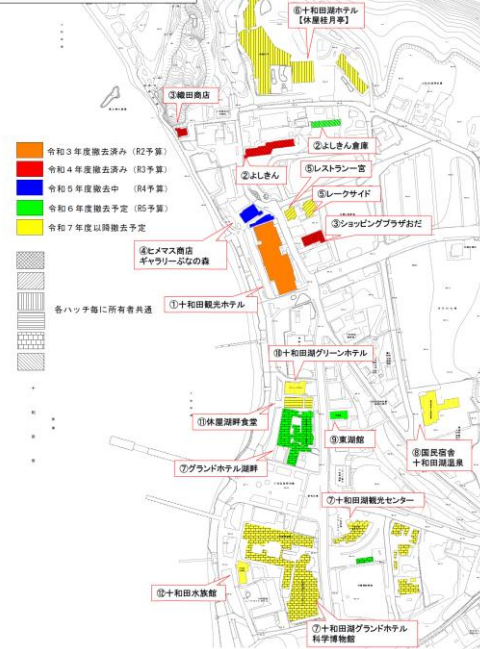 ⑥十和田湖ホテル
【休屋桂月亭】
③織田商店
②よしきん倉庫
②よしきん
⑤レストラン一宮
⑤レークサイド
③ショッピングプラザおだ
令和３年度撤去済み（R2予算）
令和４年度撤去済み（R3予算）
令和５年度撤去中　（R4予算）
令和６年度撤去予定（R5予算）
令和７年度以降撤去予定
④ヒメマス商店
ギャラリーぶなの森
各ハッチ毎に所有者共通
①十和田観光ホテル
⑩十和田湖グリーンホテル
⑪休屋湖畔食堂
⑨東湖館
⑧国民宿舎
十和田湖温泉
⑦グランドホテル湖畔
⑦十和田湖観光センター
⑫十和田水族館
⑦十和田湖グランドホテル
科学博物館